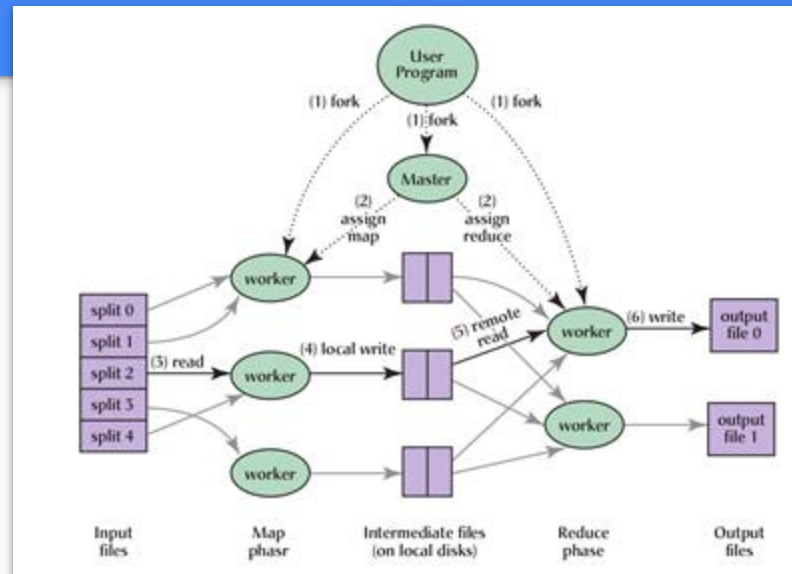 User
Program
(1) fork
(1) fork
(1) fork
Master
(2)
assign
map
(2)
assign
reduce
worker
split 0
split 1
split 2
split 3
split 4
(3) read
worker
(4) local write
(5) remote
read
worker
(6) write
output
file 0
worker
output
file 1
worker
Input
files
Map
phasr
Intermediate files
(on local disks)
Reduce
phase
Output
files